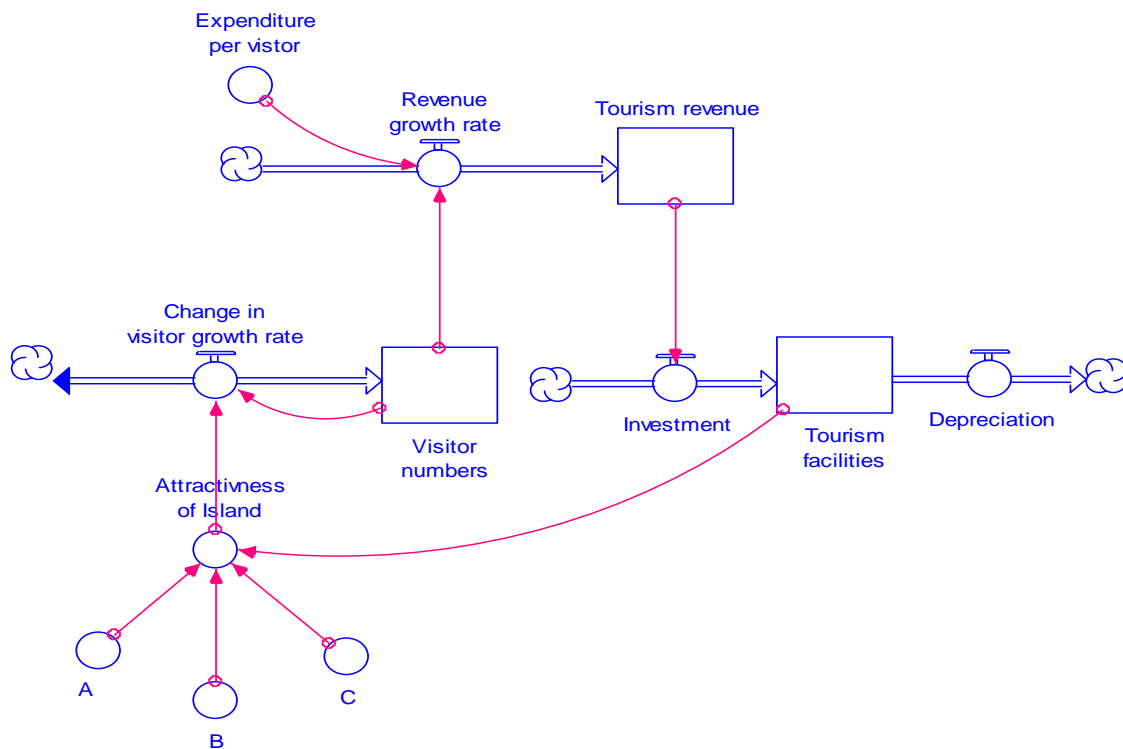 Expenditure
per vistor
Revenue
growth rate
Tourism revenue
Change in
visitor growth rate
Visitor
numbers
Investment
Tourism
facilities
Depreciation
Attractivness
of Island
A
B
C